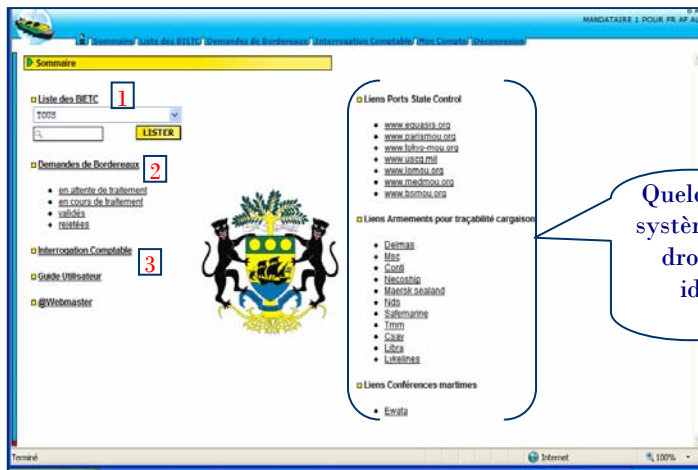 MANDATAIRE 1 POUR FR AF AL
Sommaire Liste des BIETC Demandes de Bordereaux Interrogation Comptable Mon Compte Déconnexion
Sommaire
Liste des BIETC
1
TOUS
LISTER
Demandes de Bordereaux
2
en attente de traitement
en cours de traitement
validés
rejetées
Interrogation Comptable
3
Guide Utilisateur
@Webmaster
Liens Ports State Control
www.equasis.org
www.parismou.org
www.tokyo-mou.org
www.uscg.mil
www.iomou.org
www.medmou.org
www.bsmou.org
Liens Armements pour traçabilité cargaison
Delmas
Msc
Conti
Necoship
Maersk sealand
Nds
Safemarine
Tmm
Csav
Libra
Lykelines
Liens Conférences martimes
Ewata
Quelq
systèm
dro
id
Terminé
Internet
100%